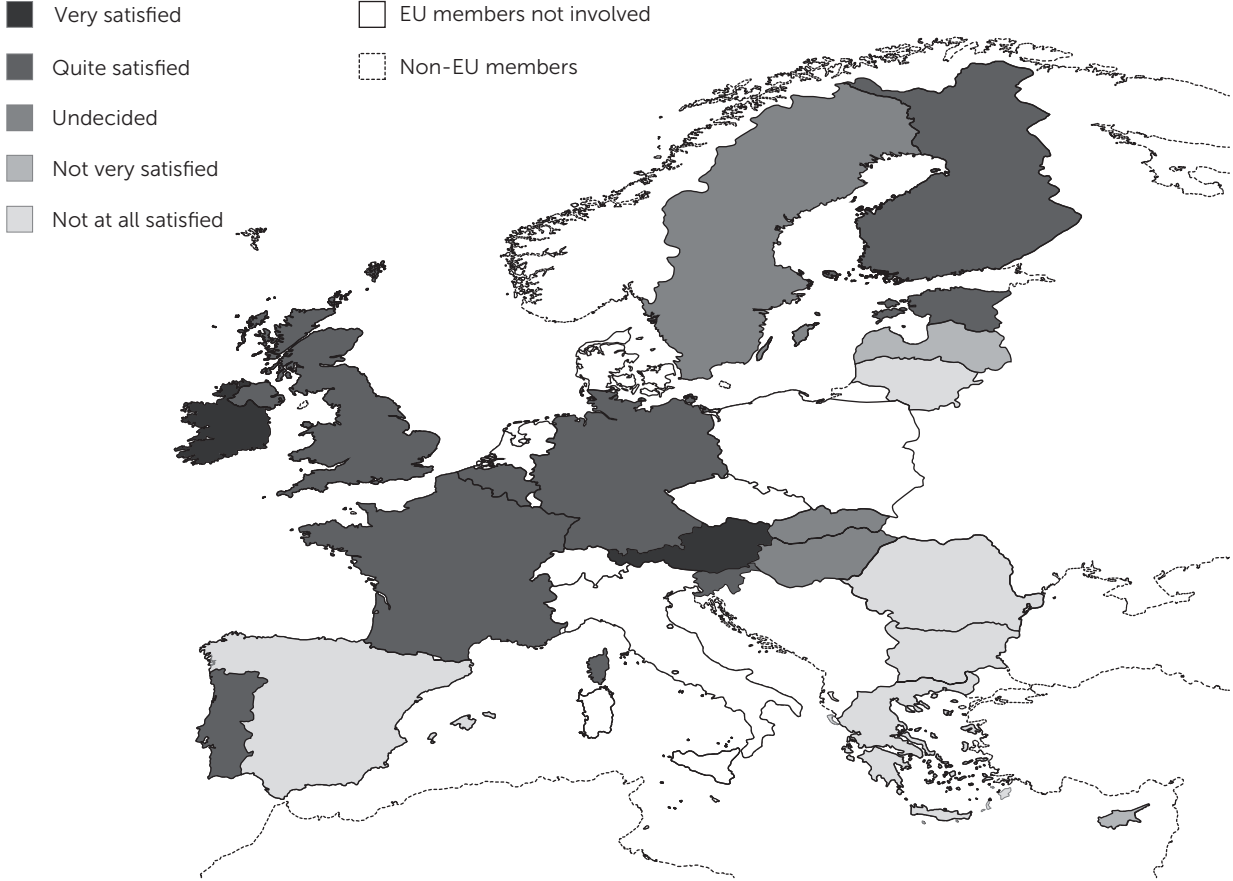 Very satisfied
Quite satisfied
Undecided
Not very satisfied
Not at all satisfied
EU members not involved
Non-EU members